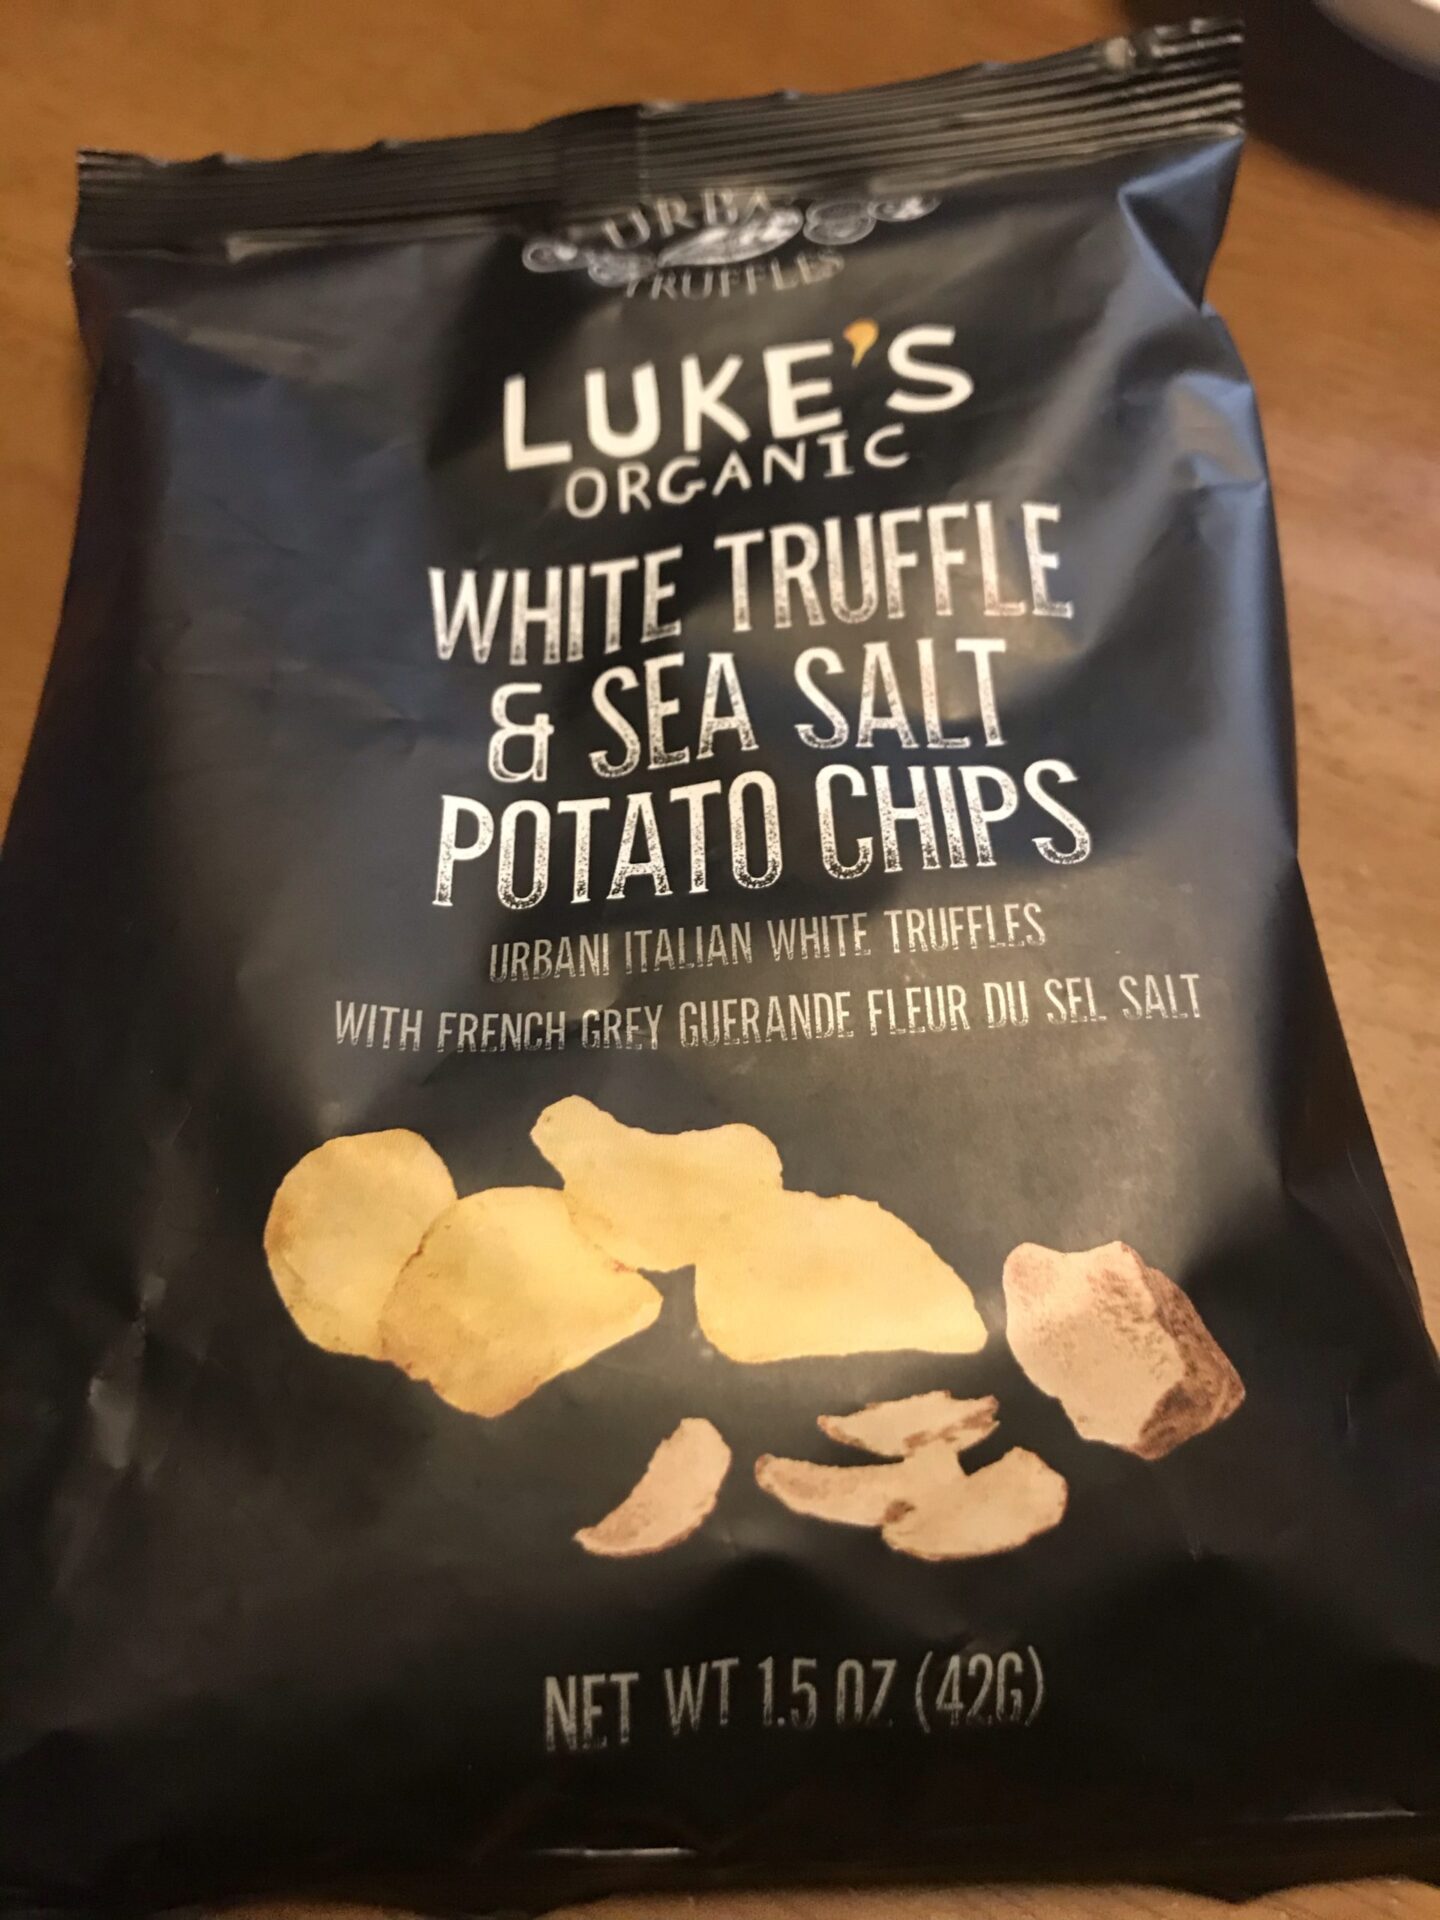 TRUFFLES
LUKE'S
ORGANIC
WHITE TRUFFLE
& SEA SALT
POTATO CHIPS
URBANI ITALIAN WHITE TRUFFLES
WITH FRENCH GREY GUERANDE FLEUR DU SEL SALT
NET WT 1.5 OZ (42G)